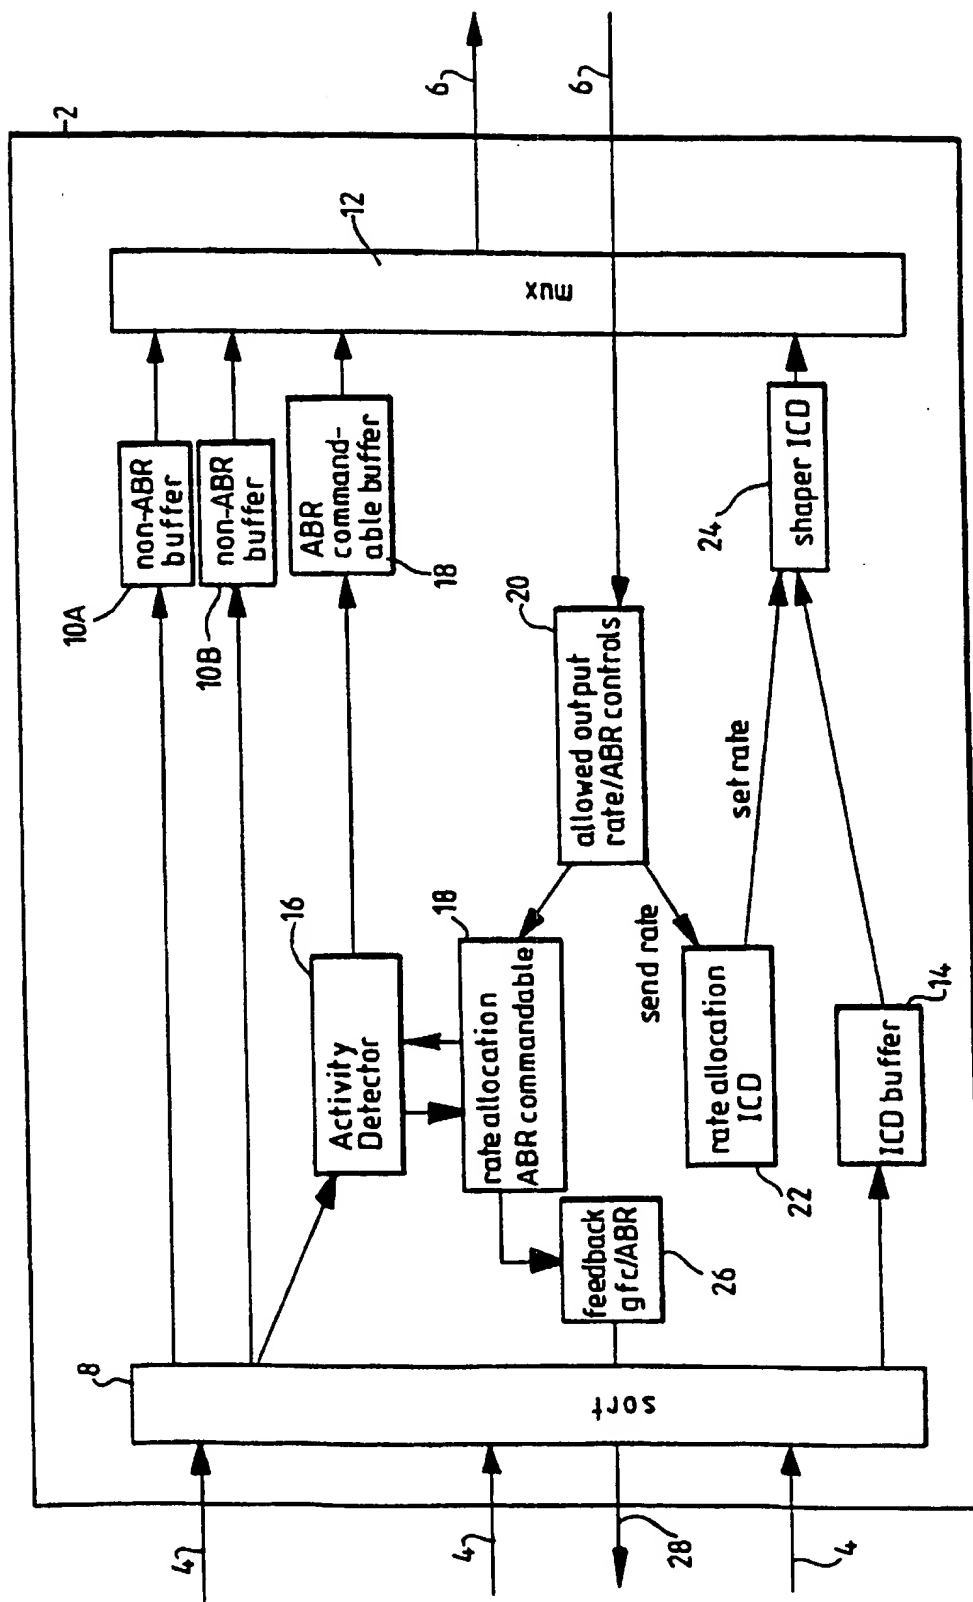 2
4
4
28
4
8
sort
10A
non-ABR
buffer
10B
non-ABR
buffer
16
Activity
Detector
ABR
command-
able buffer
18
18
rate allocation
ABR commandable
feedback
gfc/ABR
26
20
allowed output
rate/ABR controls
send rate
rate allocation
ICD
22
set rate
ICD buffer
14
24
shaper ICD
12
mux
6
6